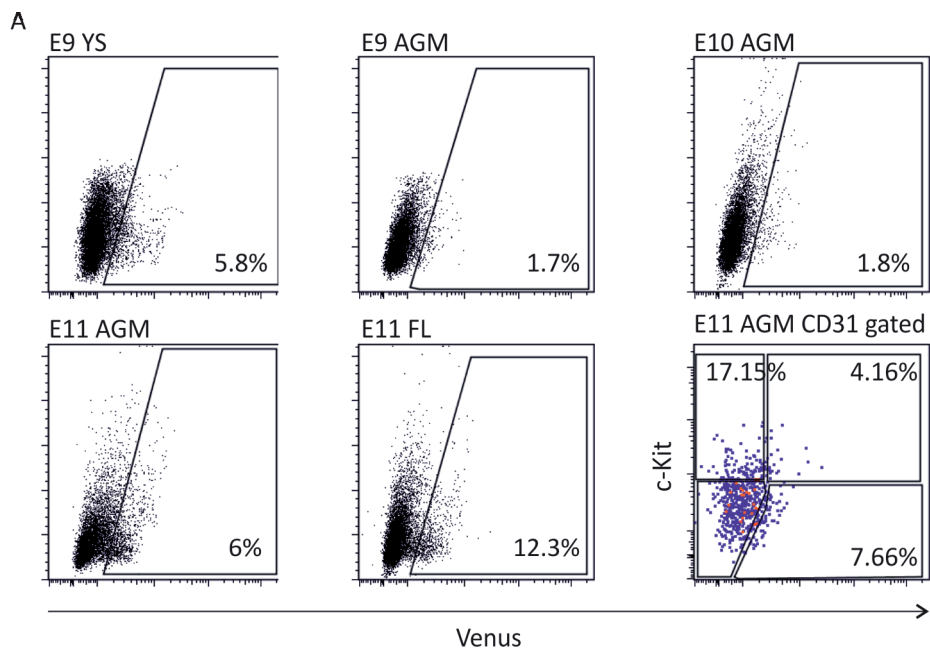 A
E9 YS
E9 AGM
E10 AGM
5.8%
1.7%
1.8%
E11 AGM
E11 FL
E11 AGM CD31 gated
17.15%
4.16%
c-Kit
6%
12.3%
7.66%
Venus